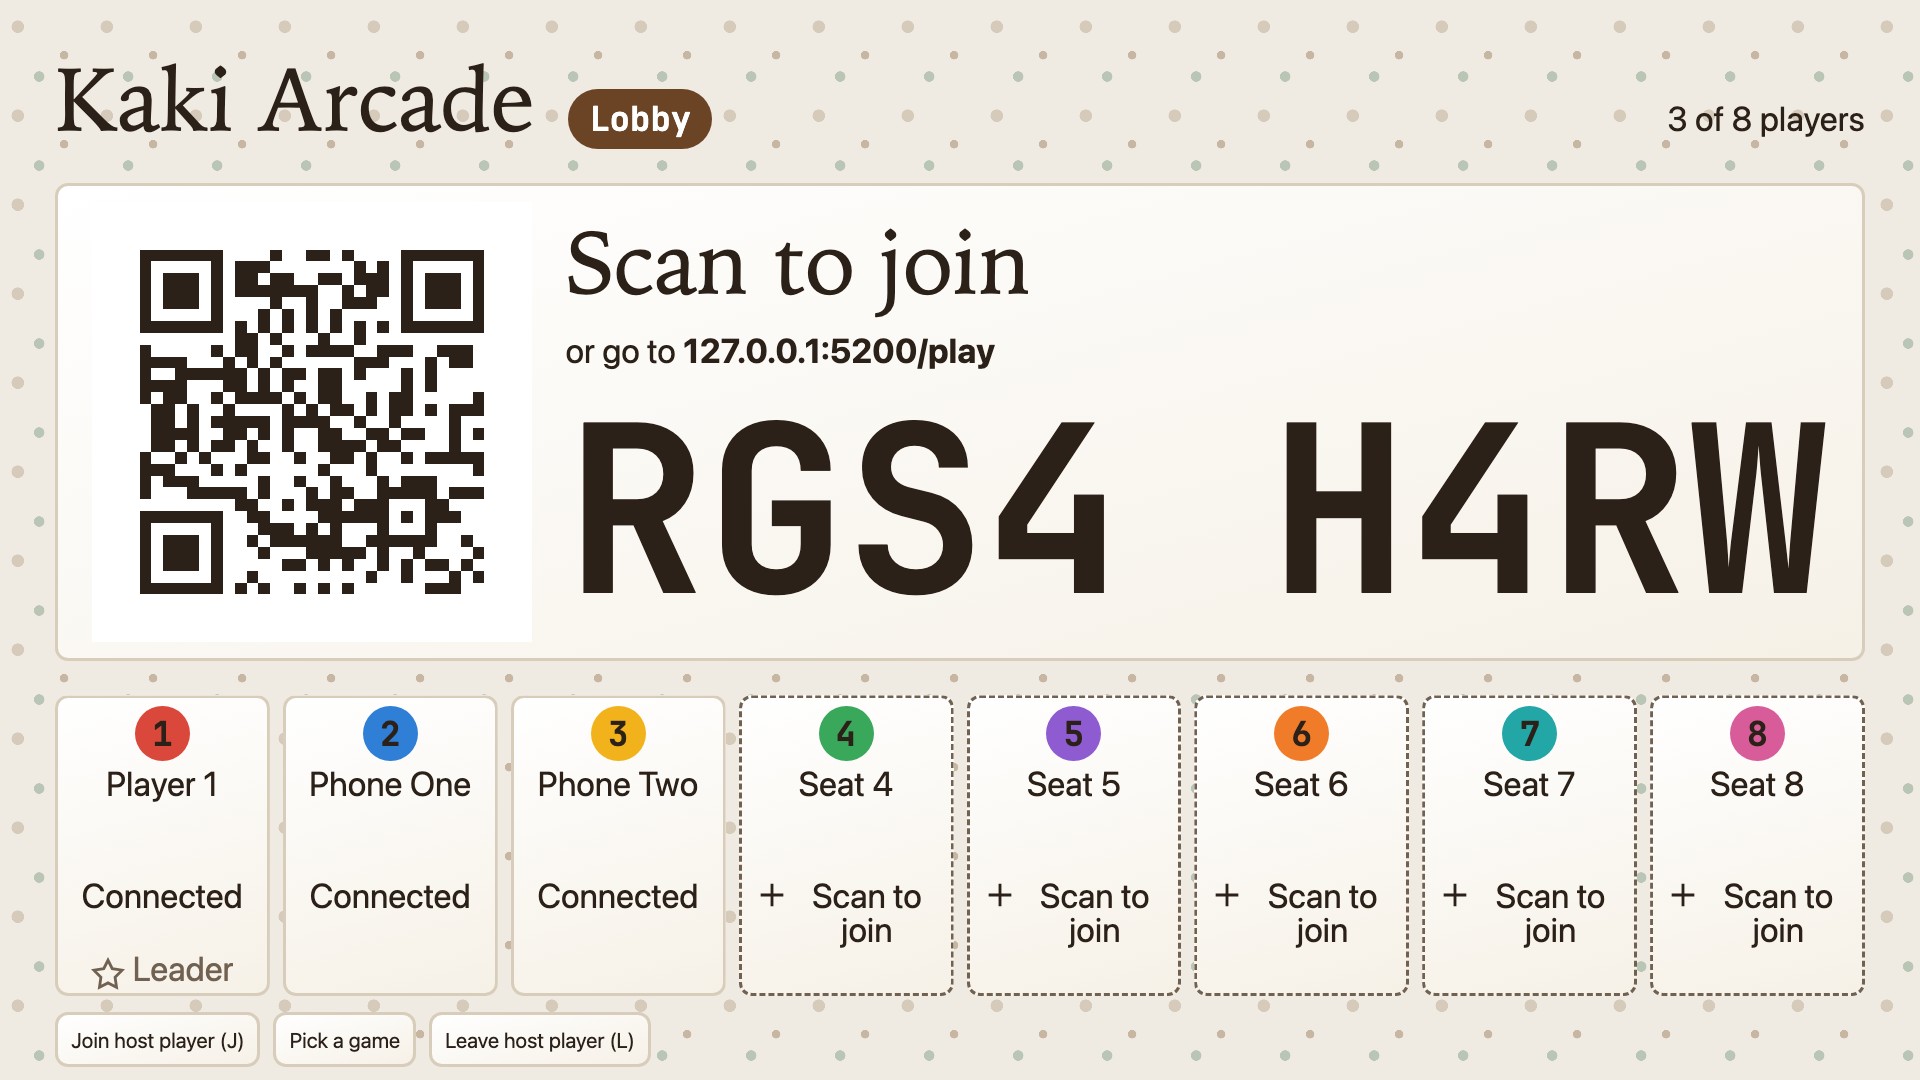 Kaki Arcade
Lobby
3 of 8 players
Scan to join
or go to 127.0.0.1:5200/play
RGS4 H4RW
1
Player 1
Connected
Leader
2
Phone One
Connected
3
Phone Two
Connected
4
Seat 4
+ Scan to
join
5
Seat 5
+ Scan to
join
6
Seat 6
+ Scan to
join
7
Seat 7
+ Scan to
join
8
Seat 8
+ Scan to
join
Join host player (J)
Pick a game
Leave host player (L)